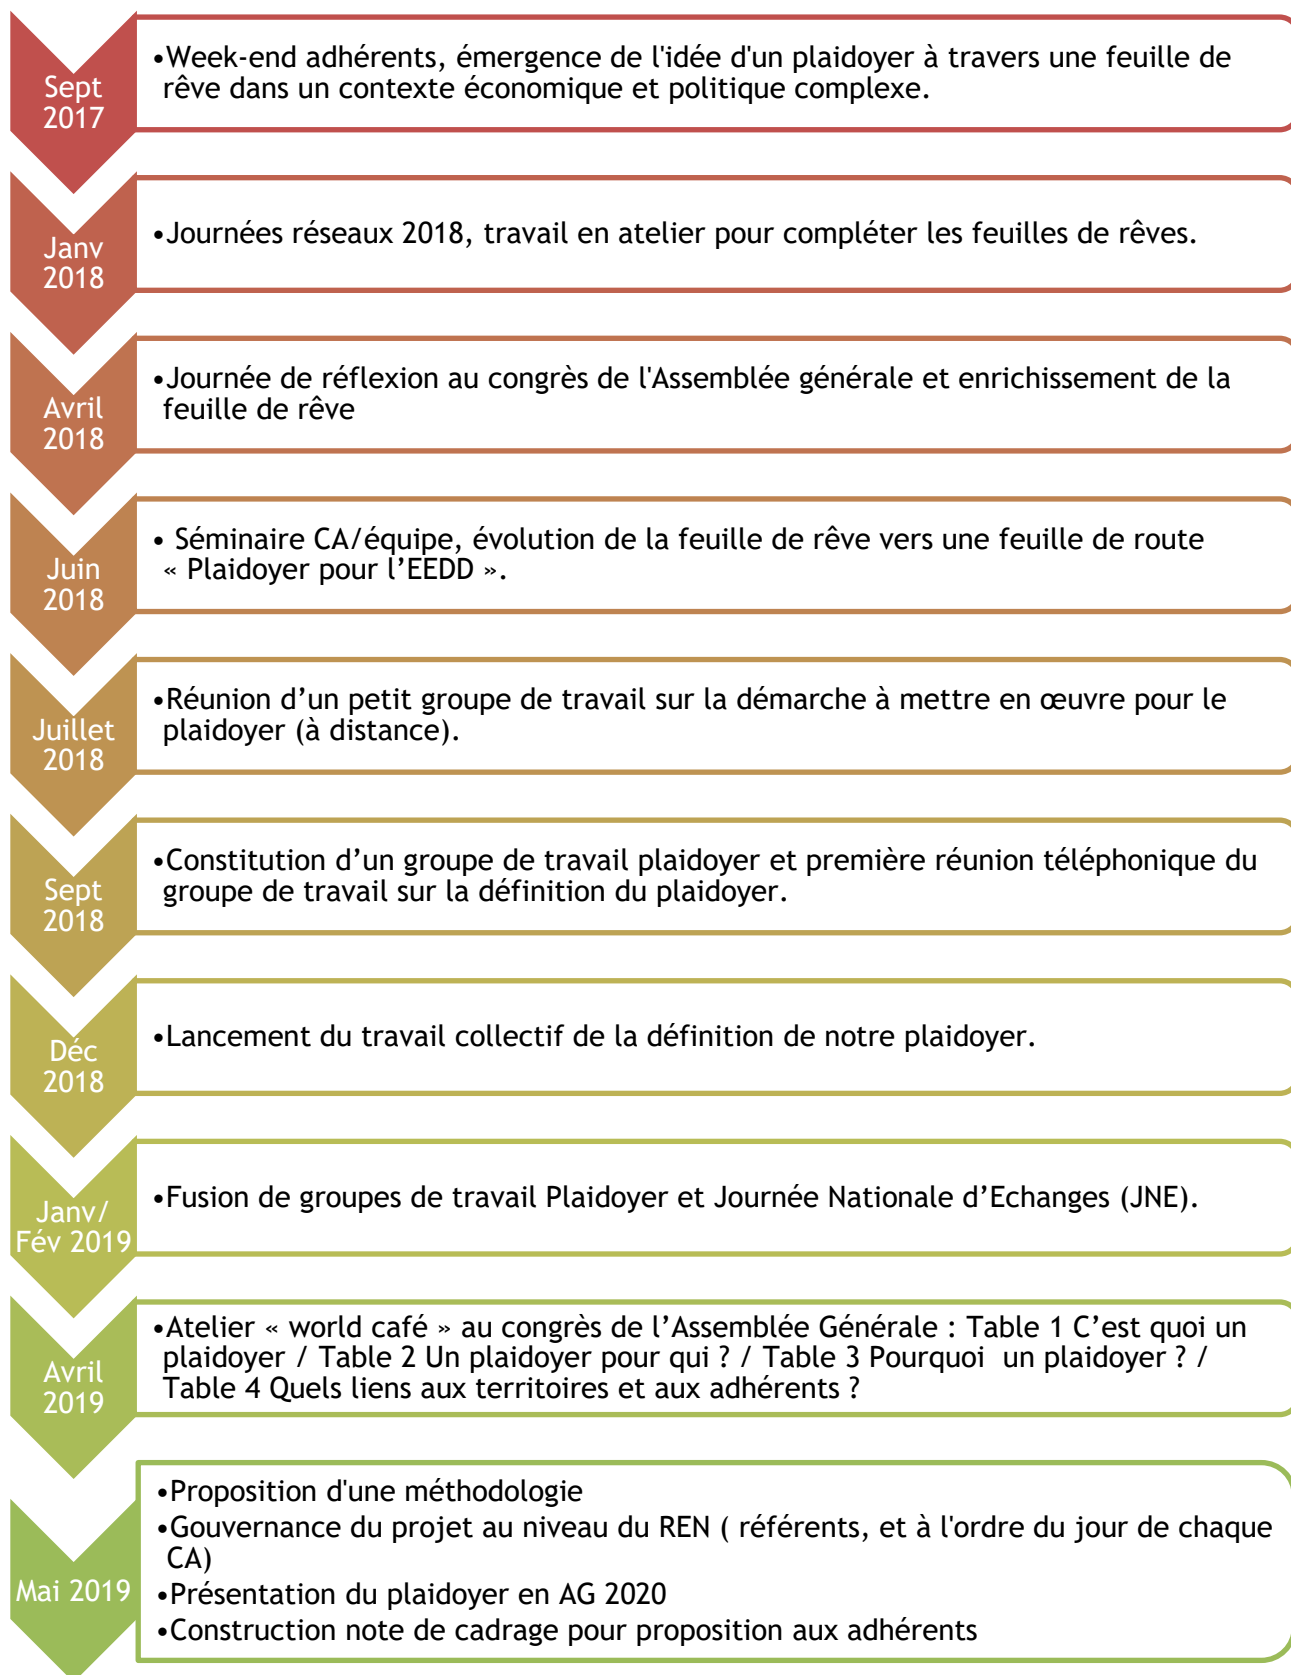 Sept
2017
•Week-end adhérents, émergence de l'idée d'un plaidoyer à travers une feuille de
rêve dans un contexte économique et politique complexe.
Janv
2018
•Journées réseaux 2018, travail en atelier pour compléter les feuilles de rêves.
Avril
2018
•Journée de réflexion au congrès de l'Assemblée générale et enrichissement de la
feuille de rêve
Juin
2018
• Séminaire CA/équipe, évolution de la feuille de rêve vers une feuille de route
« Plaidoyer pour l’EEDD ».
Juillet
2018
•Réunion d’un petit groupe de travail sur la démarche à mettre en œuvre pour le
plaidoyer (à distance).
Sept
2018
•Constitution d’un groupe de travail plaidoyer et première réunion téléphonique du
groupe de travail sur la définition du plaidoyer.
Déc
2018
•Lancement du travail collectif de la définition de notre plaidoyer.
Janv/
Fév 2019
•Fusion de groupes de travail Plaidoyer et Journée Nationale d’Echanges (JNE).
Avril
2019
•Atelier « world café » au congrès de l’Assemblée Générale : Table 1 C’est quoi un
plaidoyer / Table 2 Un plaidoyer pour qui ? / Table 3 Pourquoi  un plaidoyer ? /
Table 4 Quels liens aux territoires et aux adhérents ?
Mai 2019
•Proposition d'une méthodologie
•Gouvernance du projet au niveau du REN ( référents, et à l'ordre du jour de chaque
CA)
•Présentation du plaidoyer en AG 2020
•Construction note de cadrage pour proposition aux adhérents